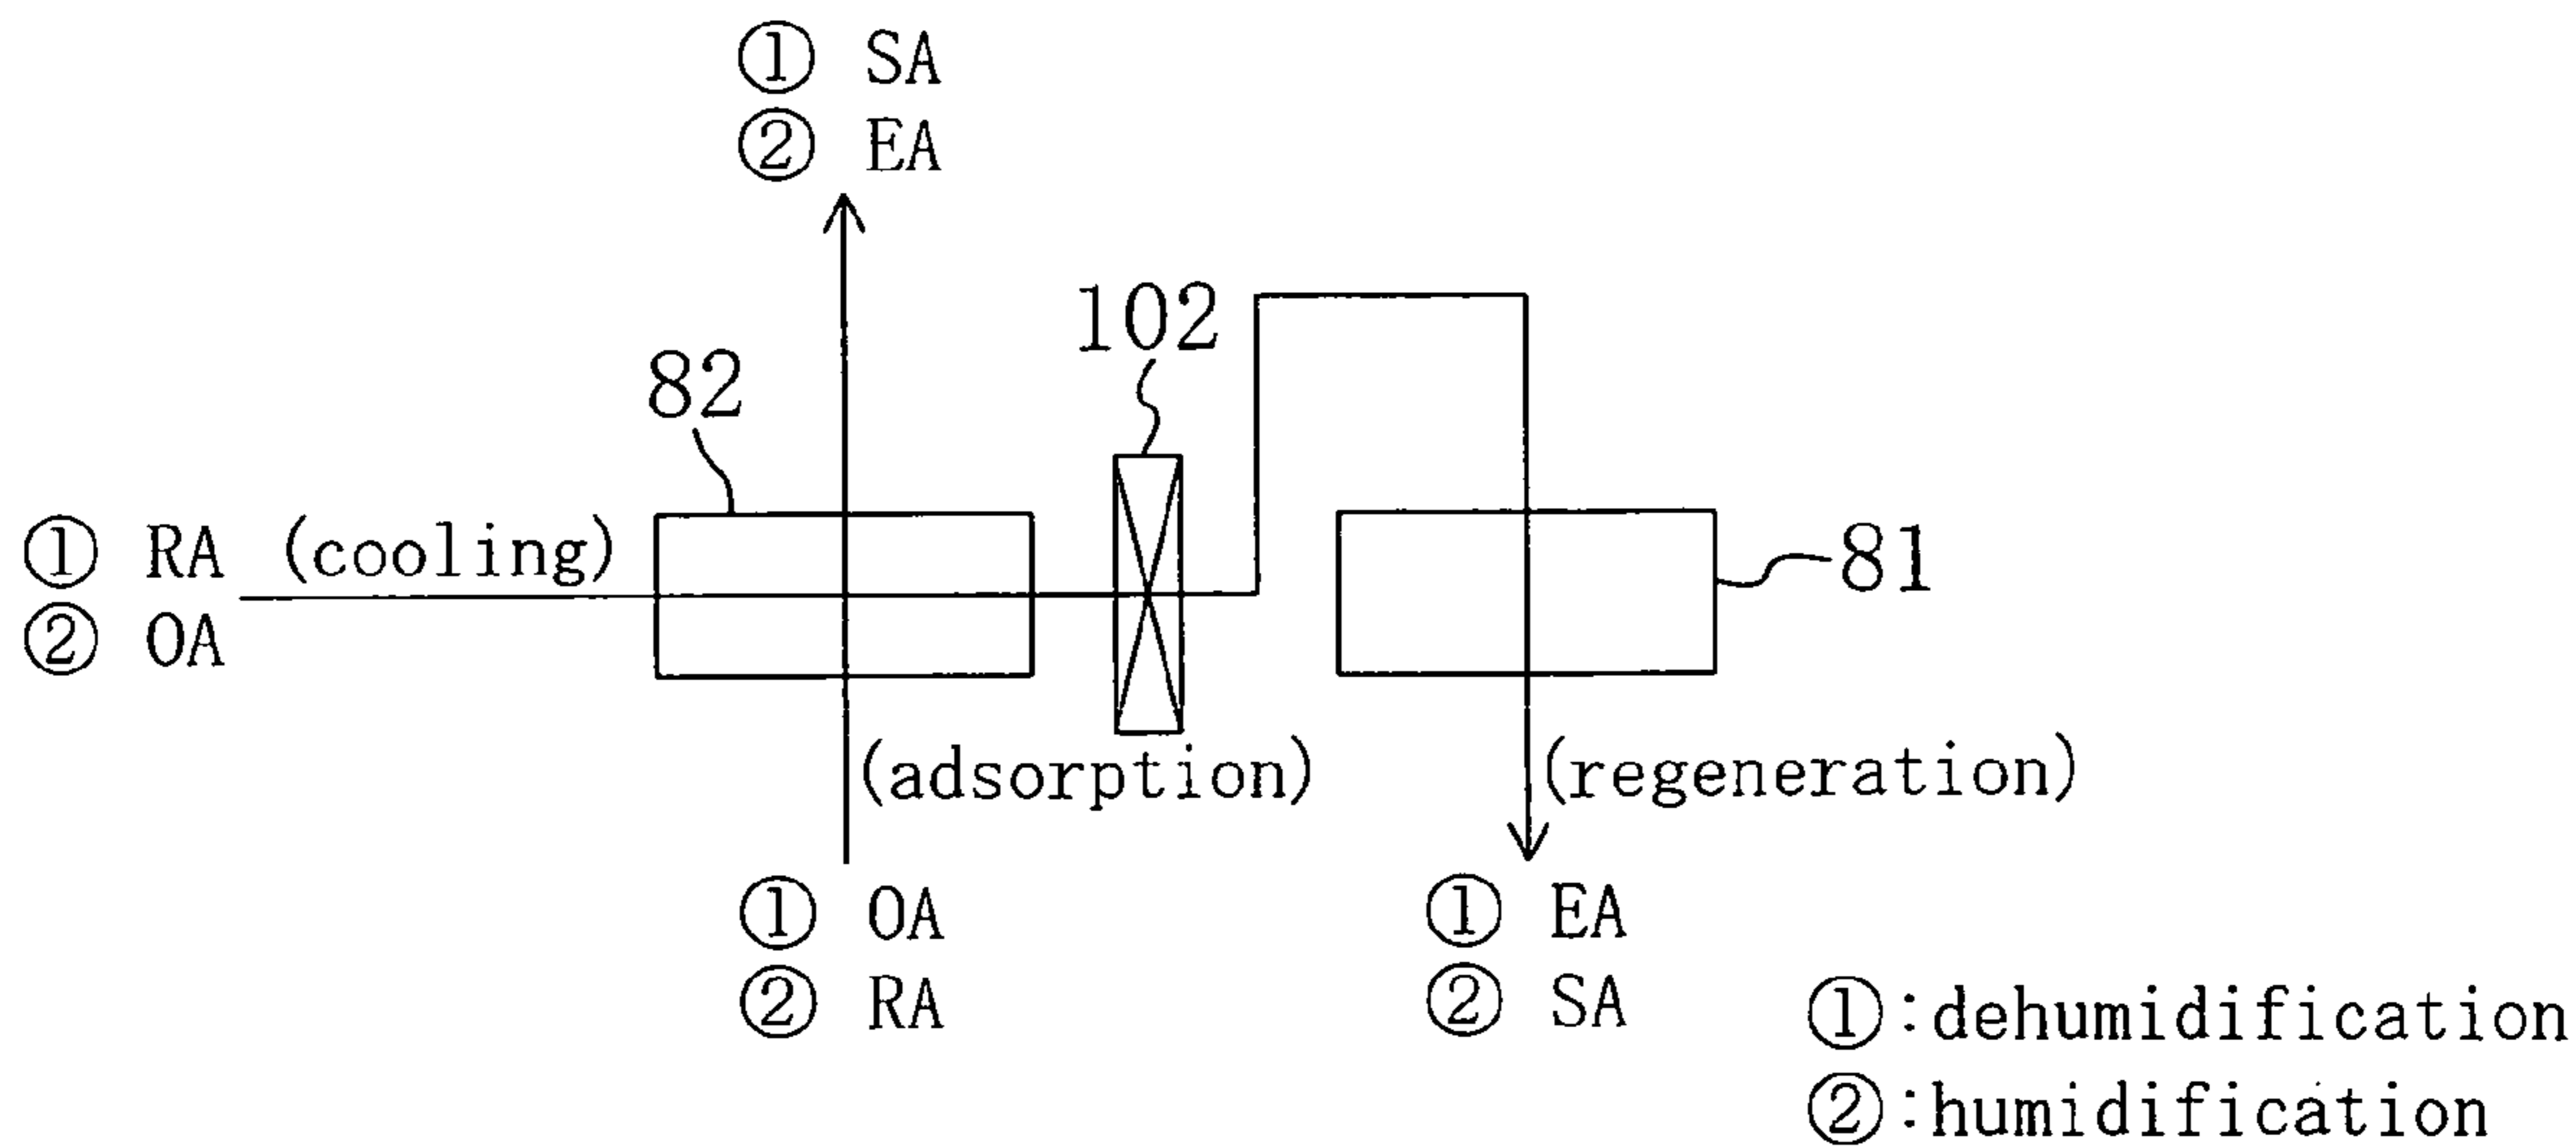 ① SA
② EA
102
82
① RA (cooling)
② OA
81
(adsorption)
(regeneration)
① OA
② RA
① EA
② SA
①:dehumidification
②:humidification